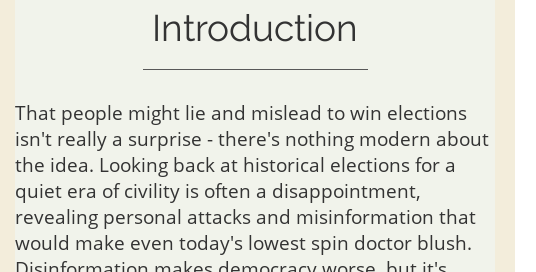 Introduction
That people might lie and mislead to win elections
isn't really a surprise - there's nothing modern about
the idea. Looking back at historical elections for a
quiet era of civility is often a disappointment,
revealing personal attacks and misinformation that
would make even today's lowest spin doctor blush.
Disinformation makes democracy worse, but it's